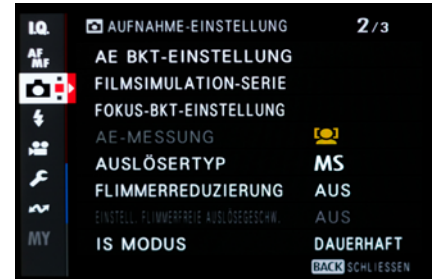 I.Q.
AUFNAHME-EINSTELLUNG 2/3
AF MF
AE BKT-EINSTELLUNG
FILMSIMULATION-SERIE
FOKUS-BKT-EINSTELLUNG
AE-MESSUNG
AUSLÖSERTYP MS
FLIMMERREDUZIERUNG AUS
EINSTELL. FLIMMERFREIE AUSLÖSEGESCHW. AUS
MY
IS MODUS DAUERHAFT
BACK SCHLIESSEN